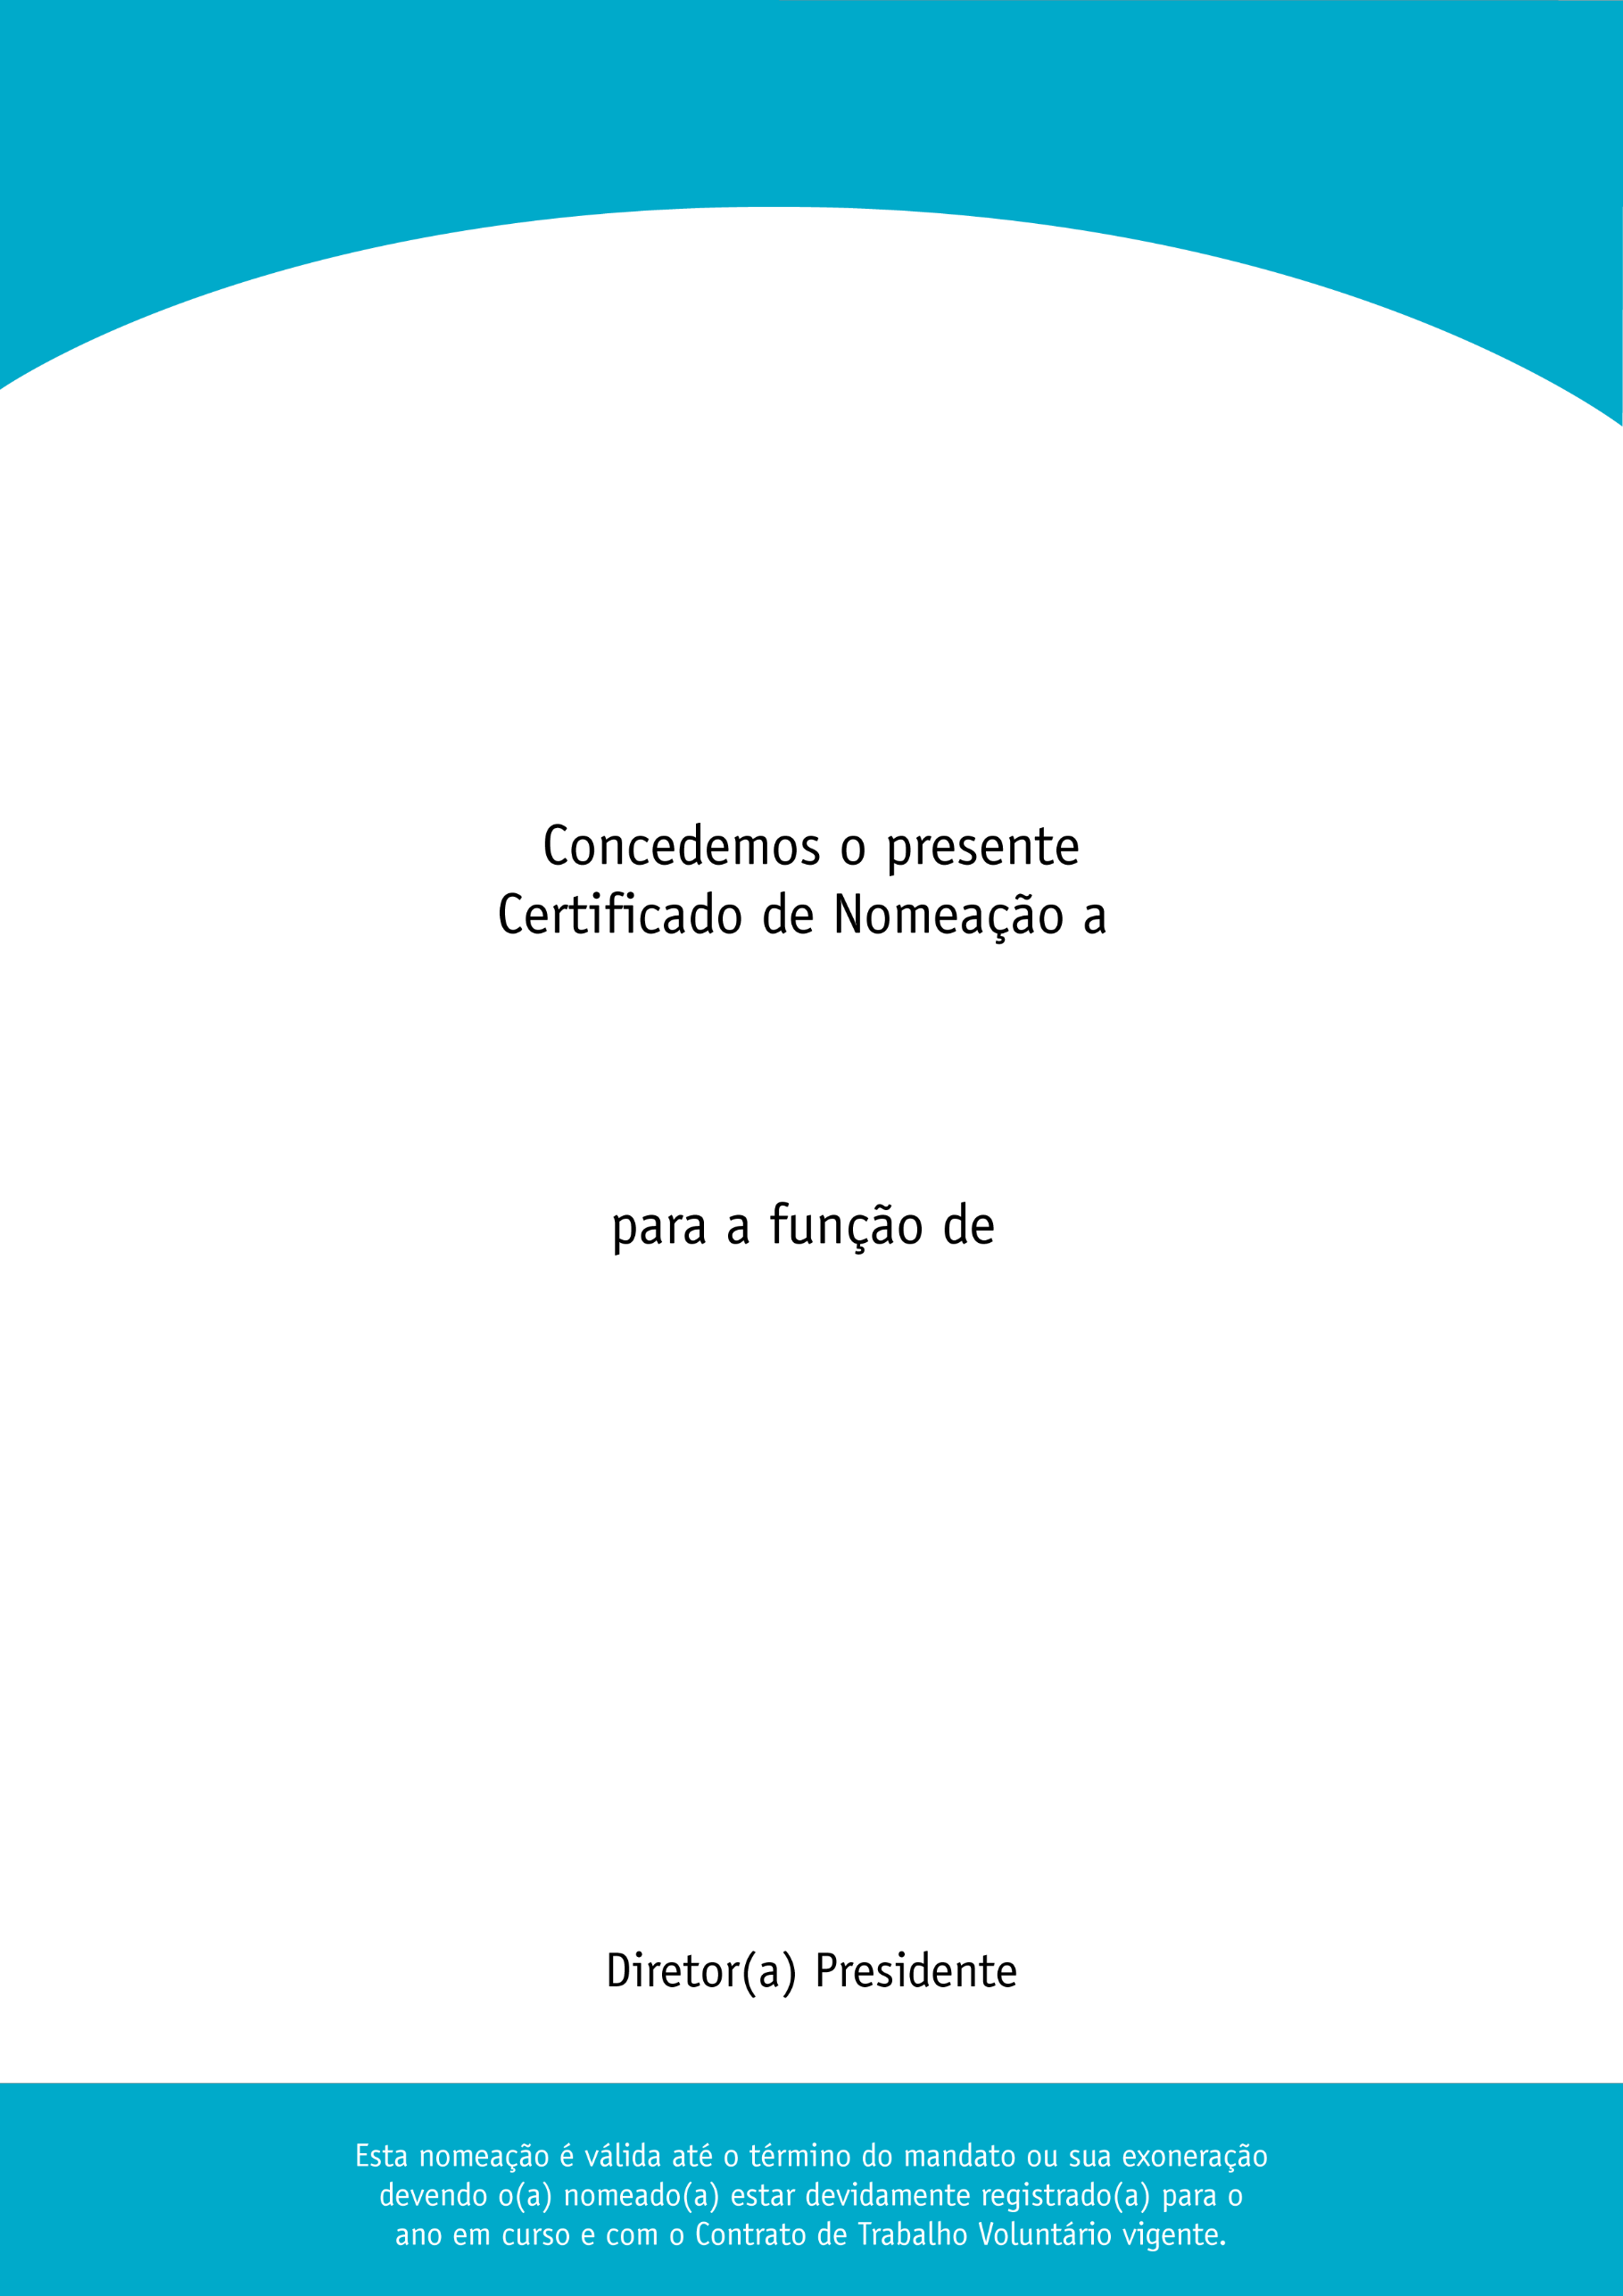 Concedemos o presente
Certificado de Nomeação a
para a função de
Diretor(a) Presidente
Esta nomeação é válida até o término do mandato ou sua exoneração
devendo o(a) nomeado(a) estar devidamente registrado(a) para o
ano em curso e com o Contrato de Trabalho Voluntário vigente.